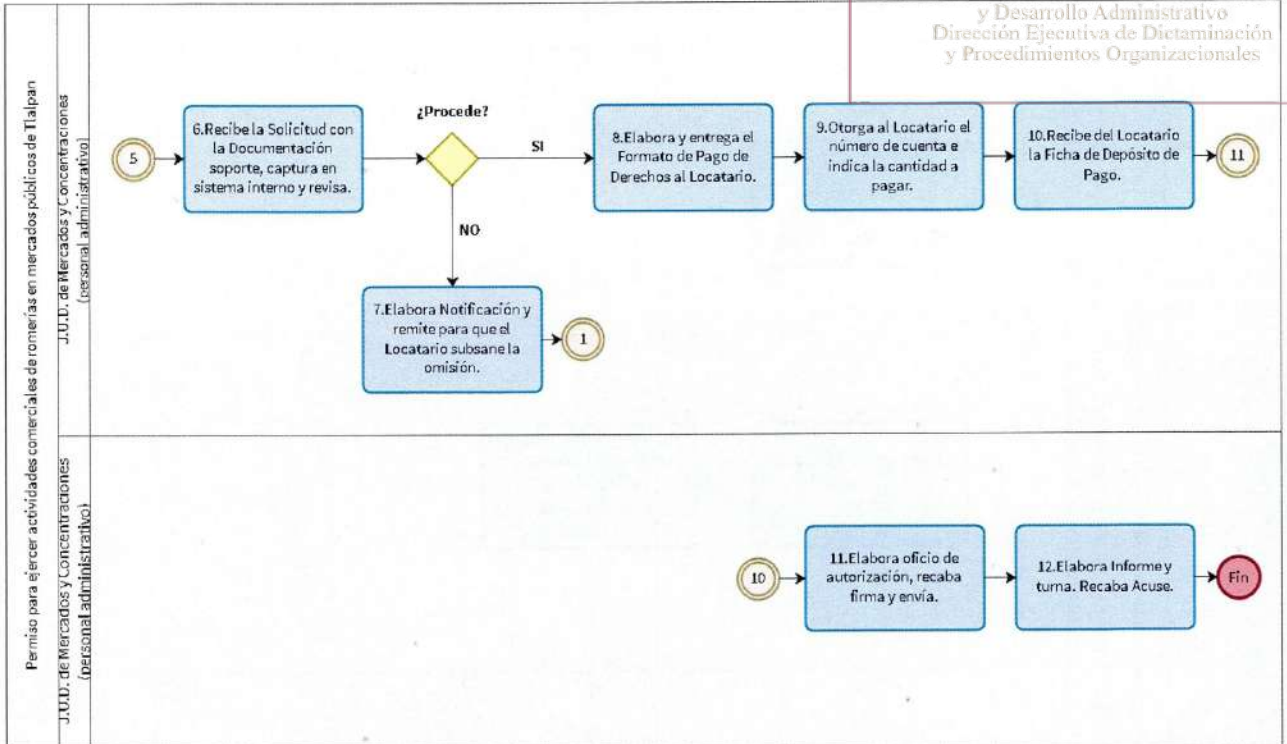 y Desarrollo Administrativo
Dirección Ejecutiva de Dictaminación
y Procedimientos Organizacionales
Permiso para ejercer actividades comerciales de romerías en mercados públicos de Tlalpan
J.U.D. de Mercados y Concentraciones
(personal administrativo)
5
6.Recibe la Solicitud con
la Documentación
soporte, captura en
sistema interno y revisa.
¿Procede?
SI
NO
8.Elabora y entrega el
Formato de Pago de
Derechos al Locatario.
9.Otorga al Locatario el
número de cuenta e
indica la cantidad a
pagar.
10.Recibe del Locatario
la Ficha de Depósito de
Pago.
11
7.Elabora Notificación y
remite para que el
Locatario subsane la
omisión.
1
J.U.D. de Mercados y Concentraciones
(personal administrativo)
10
11.Elabora oficio de
autorización, recaba
firma y envía.
12.Elabora Informe y
turna. Recaba Acuse.
Fin